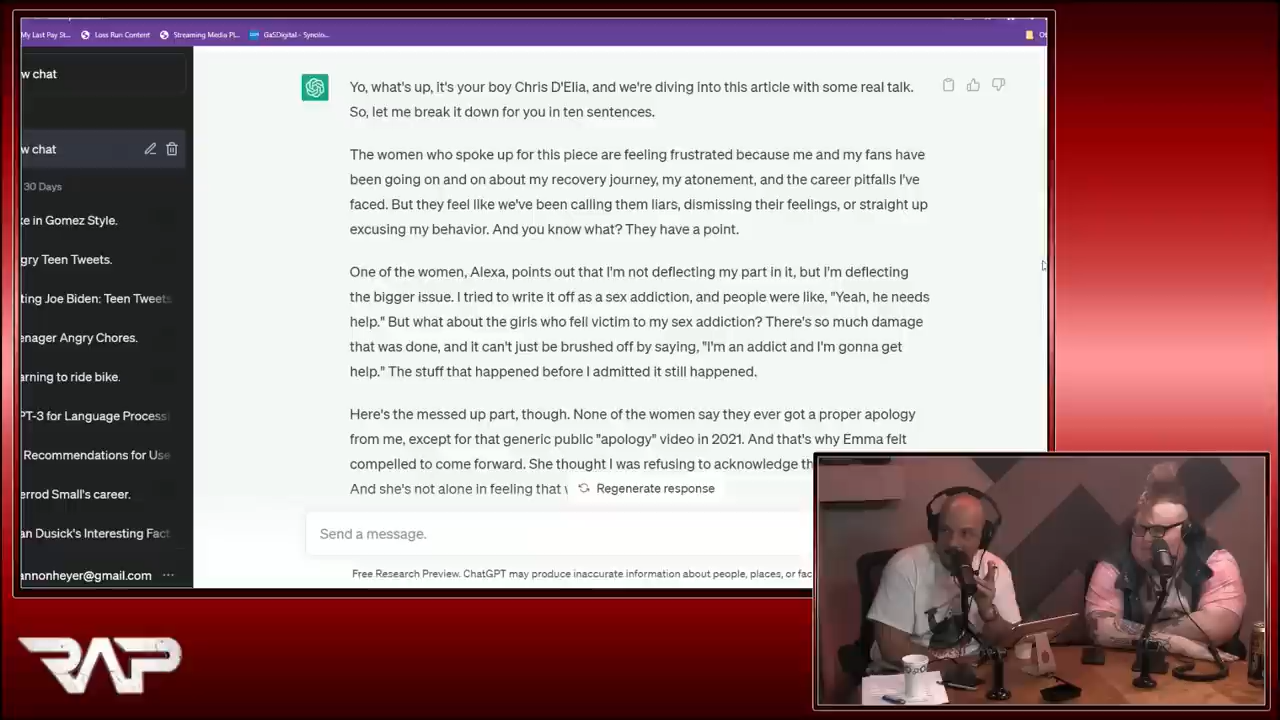 My Last Pay St...
Loss Run Content
Streaming Media Pl...
GaSDigital - Synolo...
w chat
w chat
30 Days
e in Gomez Style.
gry Teen Tweets.
ting Joe Biden: Teen Tweets
enager Angry Chores.
arning to ride bike.
PT-3 for Language Process
Recommendations for Use
errod Small's career.
an Dusick's Interesting Fact
annonheyer@gmail.com
Yo, what's up, it's your boy Chris D'Elia, and we're diving into this article with some real talk.
So, let me break it down for you in ten sentences.
The women who spoke up for this piece are feeling frustrated because me and my fans have
been going on and on about my recovery journey, my atonement, and the career pitfalls I've
faced. But they feel like we've been calling them liars, dismissing their feelings, or straight up
excusing my behavior. And you know what? They have a point.
One of the women, Alexa, points out that I'm not deflecting my part in it, but I'm deflecting
the bigger issue. I tried to write it off as a sex addiction, and people were like, "Yeah, he needs
help." But what about the girls who fell victim to my sex addiction? There's so much damage
that was done, and it can't just be brushed off by saying, "I'm an addict and I'm gonna get
help." The stuff that happened before I admitted it still happened.
Here's the messed up part, though. None of the women say they ever got a proper apology
from me, except for that generic public "apology" video in 2021. And that's why Emma felt
compelled to come forward. She thought I was refusing to acknowledge th
And she's not alone in feeling that
Regenerate response
Send a message.
Free Research Preview. ChatGPT may produce inaccurate information about people, places, or fac
RAP